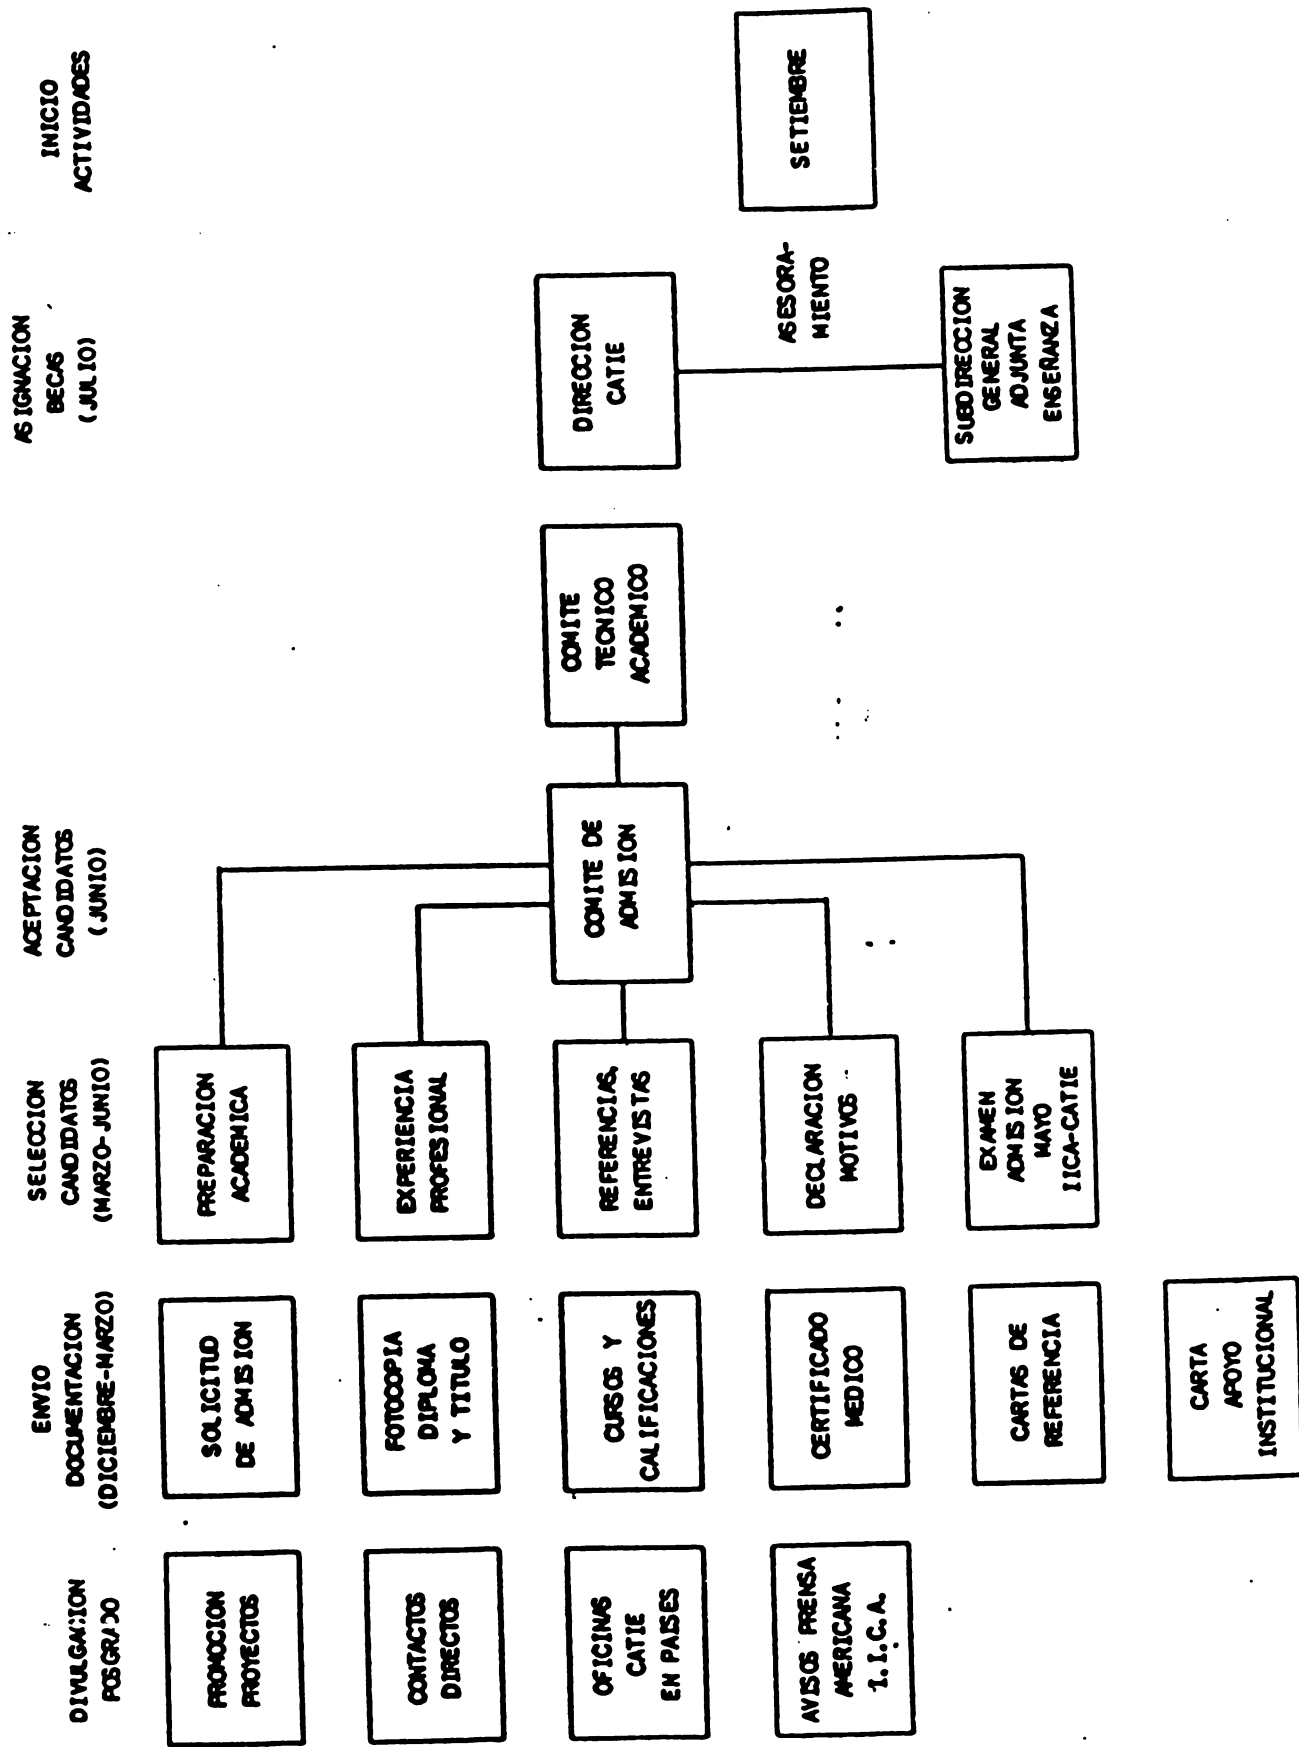 DIVULGACION
POSGRADO
PROMOCION
PROYECTOS
CONTACTOS
DIRECTOS
OFICINAS
CATIE
EN PAISES
AVISOS PRENSA
AMERICANA
I.I.C.A.
ENVIO
DOCUMENTACION
(DICIEMBRE-MARZO)
SOLICITUD
DE ADMISION
FOTOCOPIA
DIPLOMA
Y TITULO
CURSOS Y
CALIFICACIONES
CERTIFICADO
MEDICO
CARTAS DE
REFERENCIA
CARTA
APOYO
INSTITUCIONAL
SELECCION
CANDIDATOS
(MARZO-JUNIO)
PREPARACION
ACADEMICA
EXPERIENCIA
PROFESIONAL
REFERENCIAS,
ENTREVISTAS
DECLARACION
MOTIVOS
EXAMEN
ADMISION
MAYO
IICA-CATIE
ACEPTACION
CANDIDATOS
(JUNIO)
COMITE DE
ADMISION
COMITE
TECNICO
ACADEMICO
ASIGNACION
BECAS
(JULIO)
DIRECCION
CATIE
ASESORA-
MIENTO
SUBDIRECCION
GENERAL
ADJUNTA
ENSEÑANZA
INICIO
ACTIVIDADES
SETIEMBRE